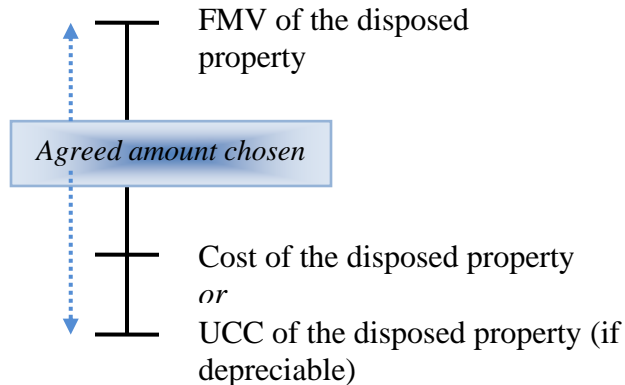 FMV of the disposed
property
Agreed amount chosen
Cost of the disposed property
or
UCC of the disposed property (if
depreciable)